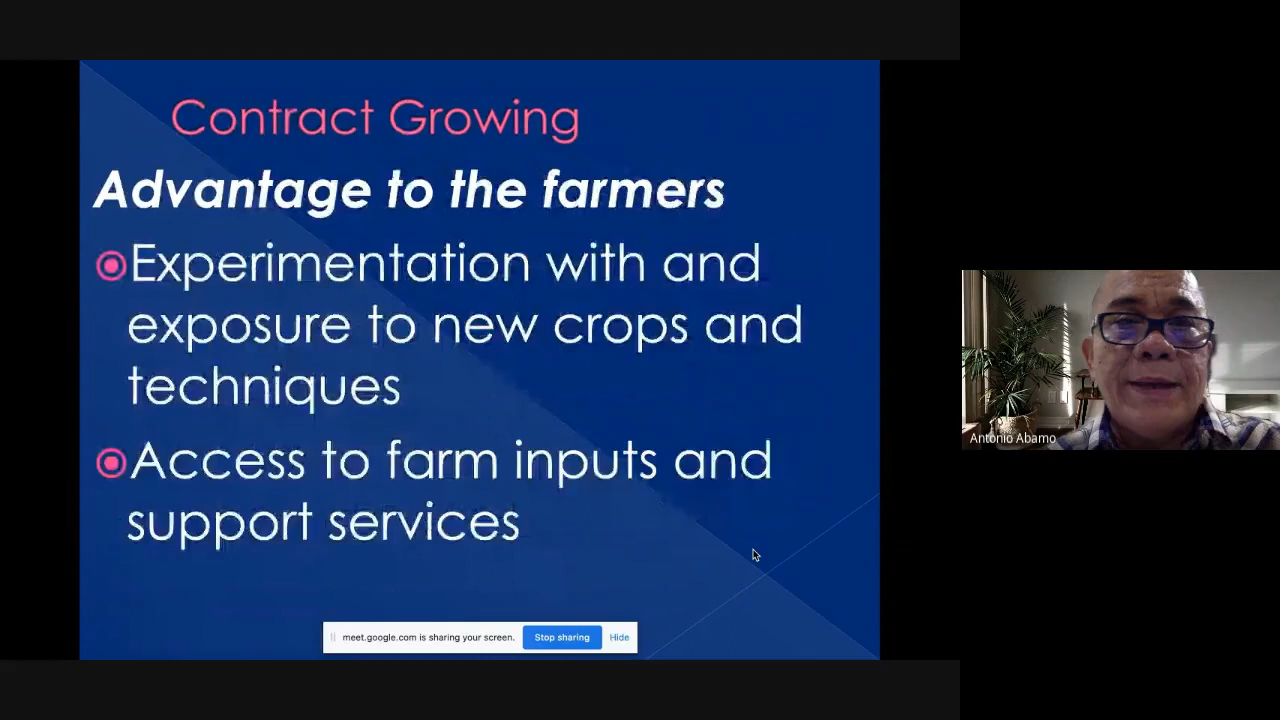 Contract Growing
Advantage to the farmers
Experimentation with and
exposure to new crops and
techniques
Access to farm inputs and
support services
meet.google.com is sharing your screen. Stop sharing Hide
Antonio Abamo